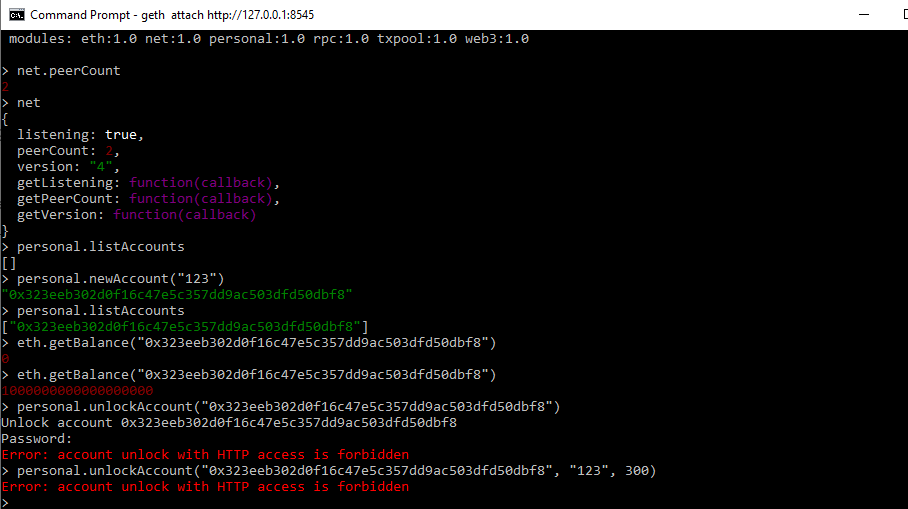 Command Prompt - geth attach http://127.0.0.1:8545
modules: eth:1.0 net:1.0 personal:1.0 rpc:1.0 txpool:1.0 web3:1.0
> net.peerCount
2
> net
{
listening: true,
peerCount: 2,
version: "4",
getListening: function(callback),
getPeerCount: function(callback),
getVersion: function(callback)
}
> personal.listAccounts
[]
> personal.newAccount("123")
"0x323eeb302d0f16c47e5c357dd9ac503dfd50dbf8"
> personal.listAccounts
["0x323eeb302d0f16c47e5c357dd9ac503dfd50dbf8"]
> eth.getBalance("0x323eeb302d0f16c47e5c357dd9ac503dfd50dbf8")
0
> eth.getBalance("0x323eeb302d0f16c47e5c357dd9ac503dfd50dbf8")
1000000000000000000
> personal.unlockAccount("0x323eeb302d0f16c47e5c357dd9ac503dfd50dbf8")
Unlock account 0x323eeb302d0f16c47e5c357dd9ac503dfd50dbf8
Password:
Error: account unlock with HTTP access is forbidden
> personal.unlockAccount("0x323eeb302d0f16c47e5c357dd9ac503dfd50dbf8", "123", 300)
Error: account unlock with HTTP access is forbidden
>